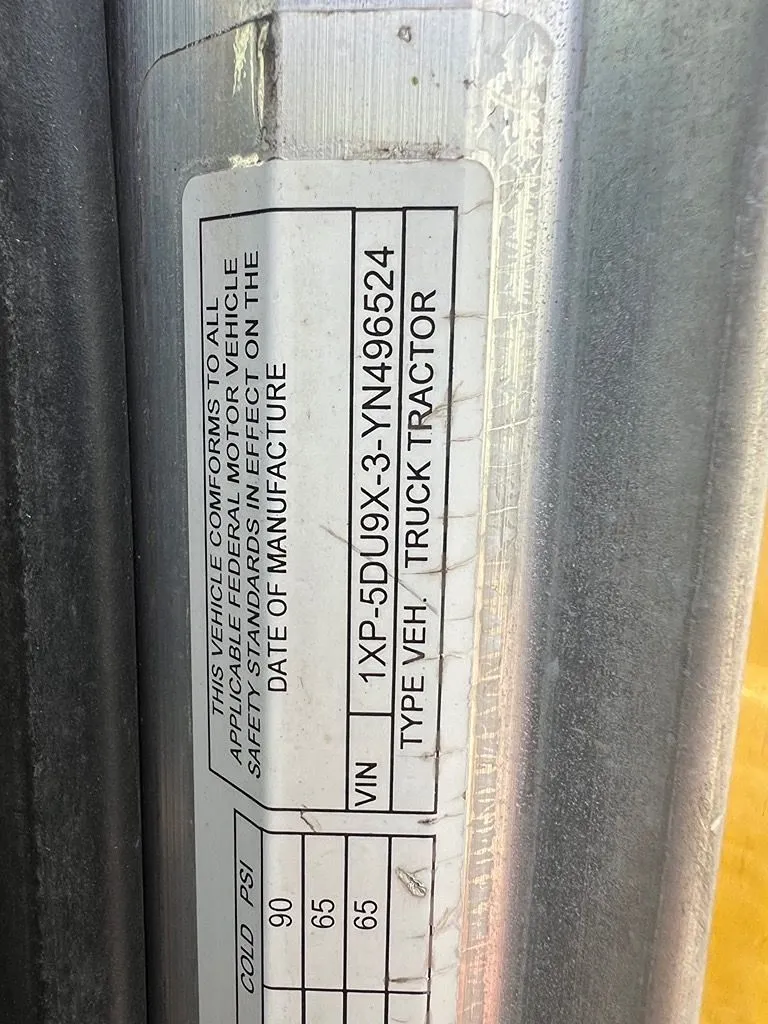 THIS VEHICLE COMFORMS TO ALL
APPLICABLE FEDERAL MOTOR VEHICLE
SAFETY STANDARDS IN EFFECT ON THE
DATE OF MANUFACTURE
VIN 1XP-5DU9X-3-YN496524
TYPE VEH. TRUCK TRACTOR
COLD PSI
90
65
65